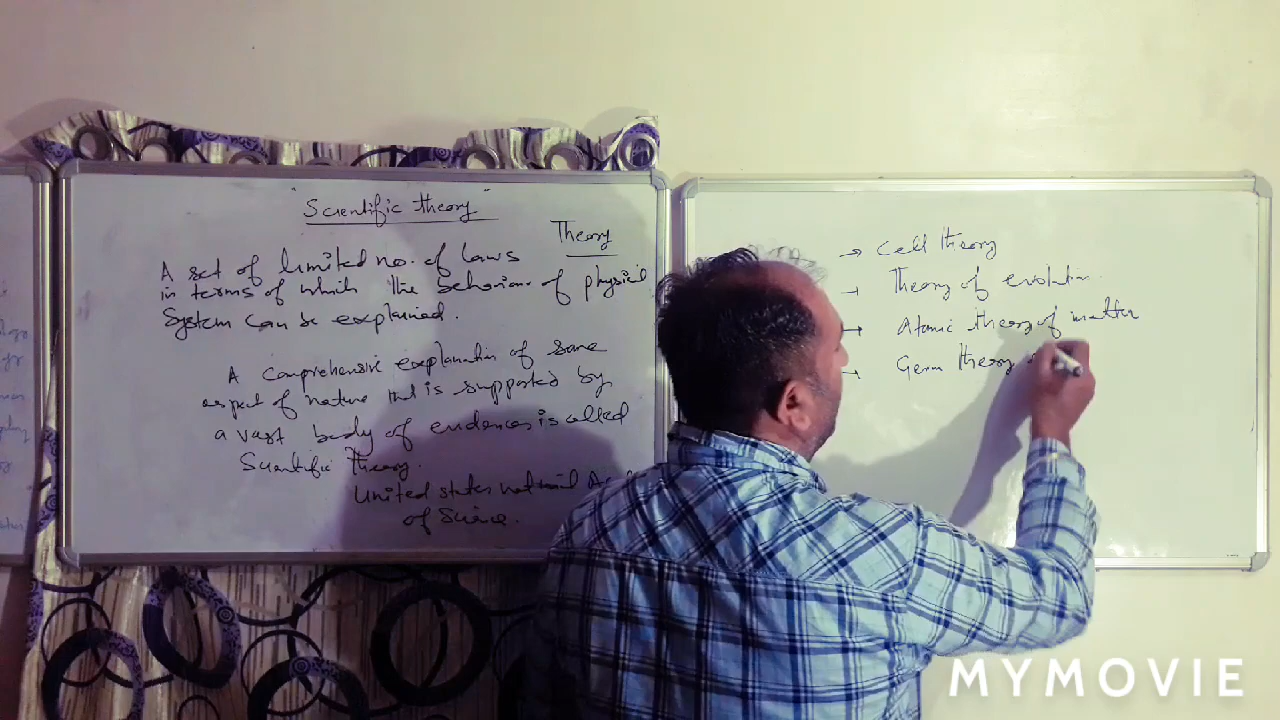 "Scientific theory"
Theory
A set of limited no. of laws
in terms of which the behaviour of physical
System can be explained.
A comprehensive explanation of some
aspect of nature that is supported by
a vast body of evidences is called
Scientific Theory.
United states national
of Science.
→ Cell theory
→ Theory of evolution
→ Atomic theory of matter
→ Germ theory
MYMOVIE